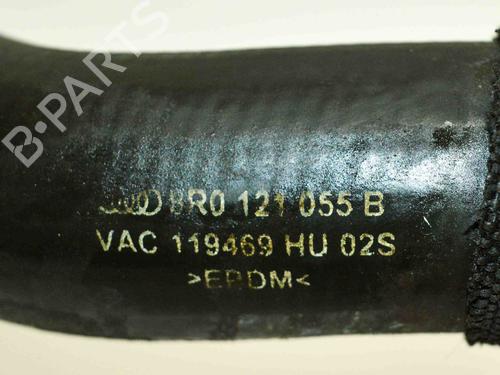 B-PARTS
8R0 121 055 B
VAC 119469 HU 02S
>EPDM<